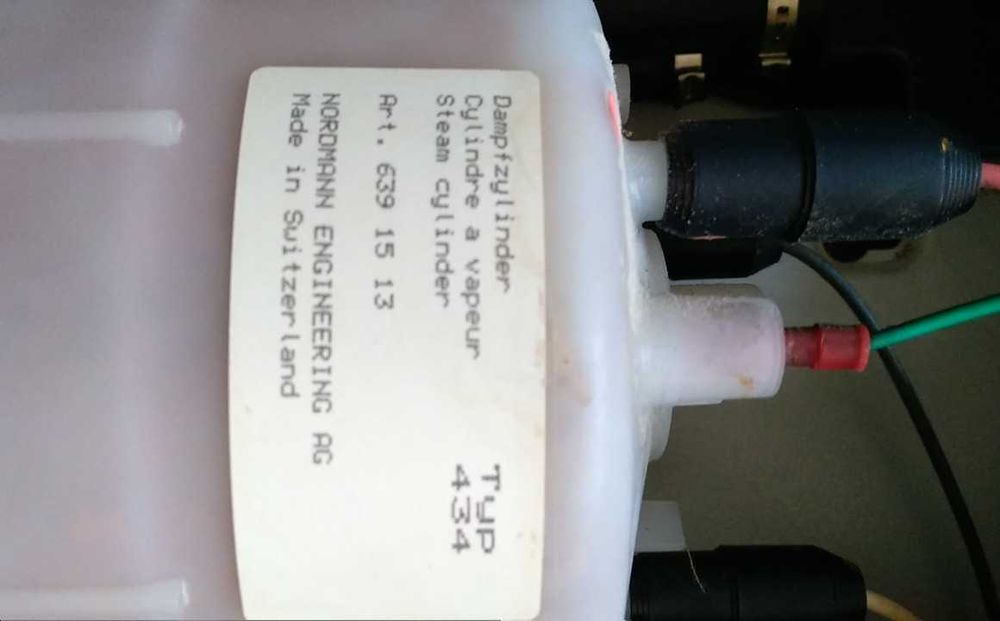 Dampfzylinder
Cylindre a vapeur
Steam cylinder
Typ
434
Art. 639 15 13
NORDMANN ENGINEERING AG
Made in Switzerland